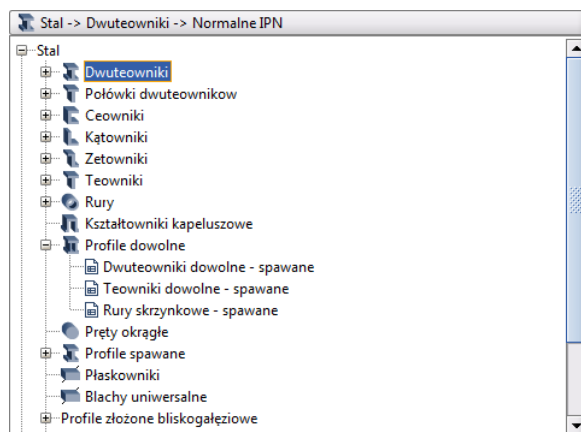 Stal -> Dwuteowniki -> Normalne IPN
Stal
Dwuteowniki
Połówki dwuteownikow
Ceowniki
Kątowniki
Zetowniki
Teowniki
Rury
Kształtowniki kapeluszowe
Profile dowolne
Dwuteowniki dowolne - spawane
Teowniki dowolne - spawane
Rury skrzynkowe - spawane
Pręty okrągłe
Profile spawane
Płaskowniki
Blachy uniwersalne
Profile złożone bliskogałęziowe